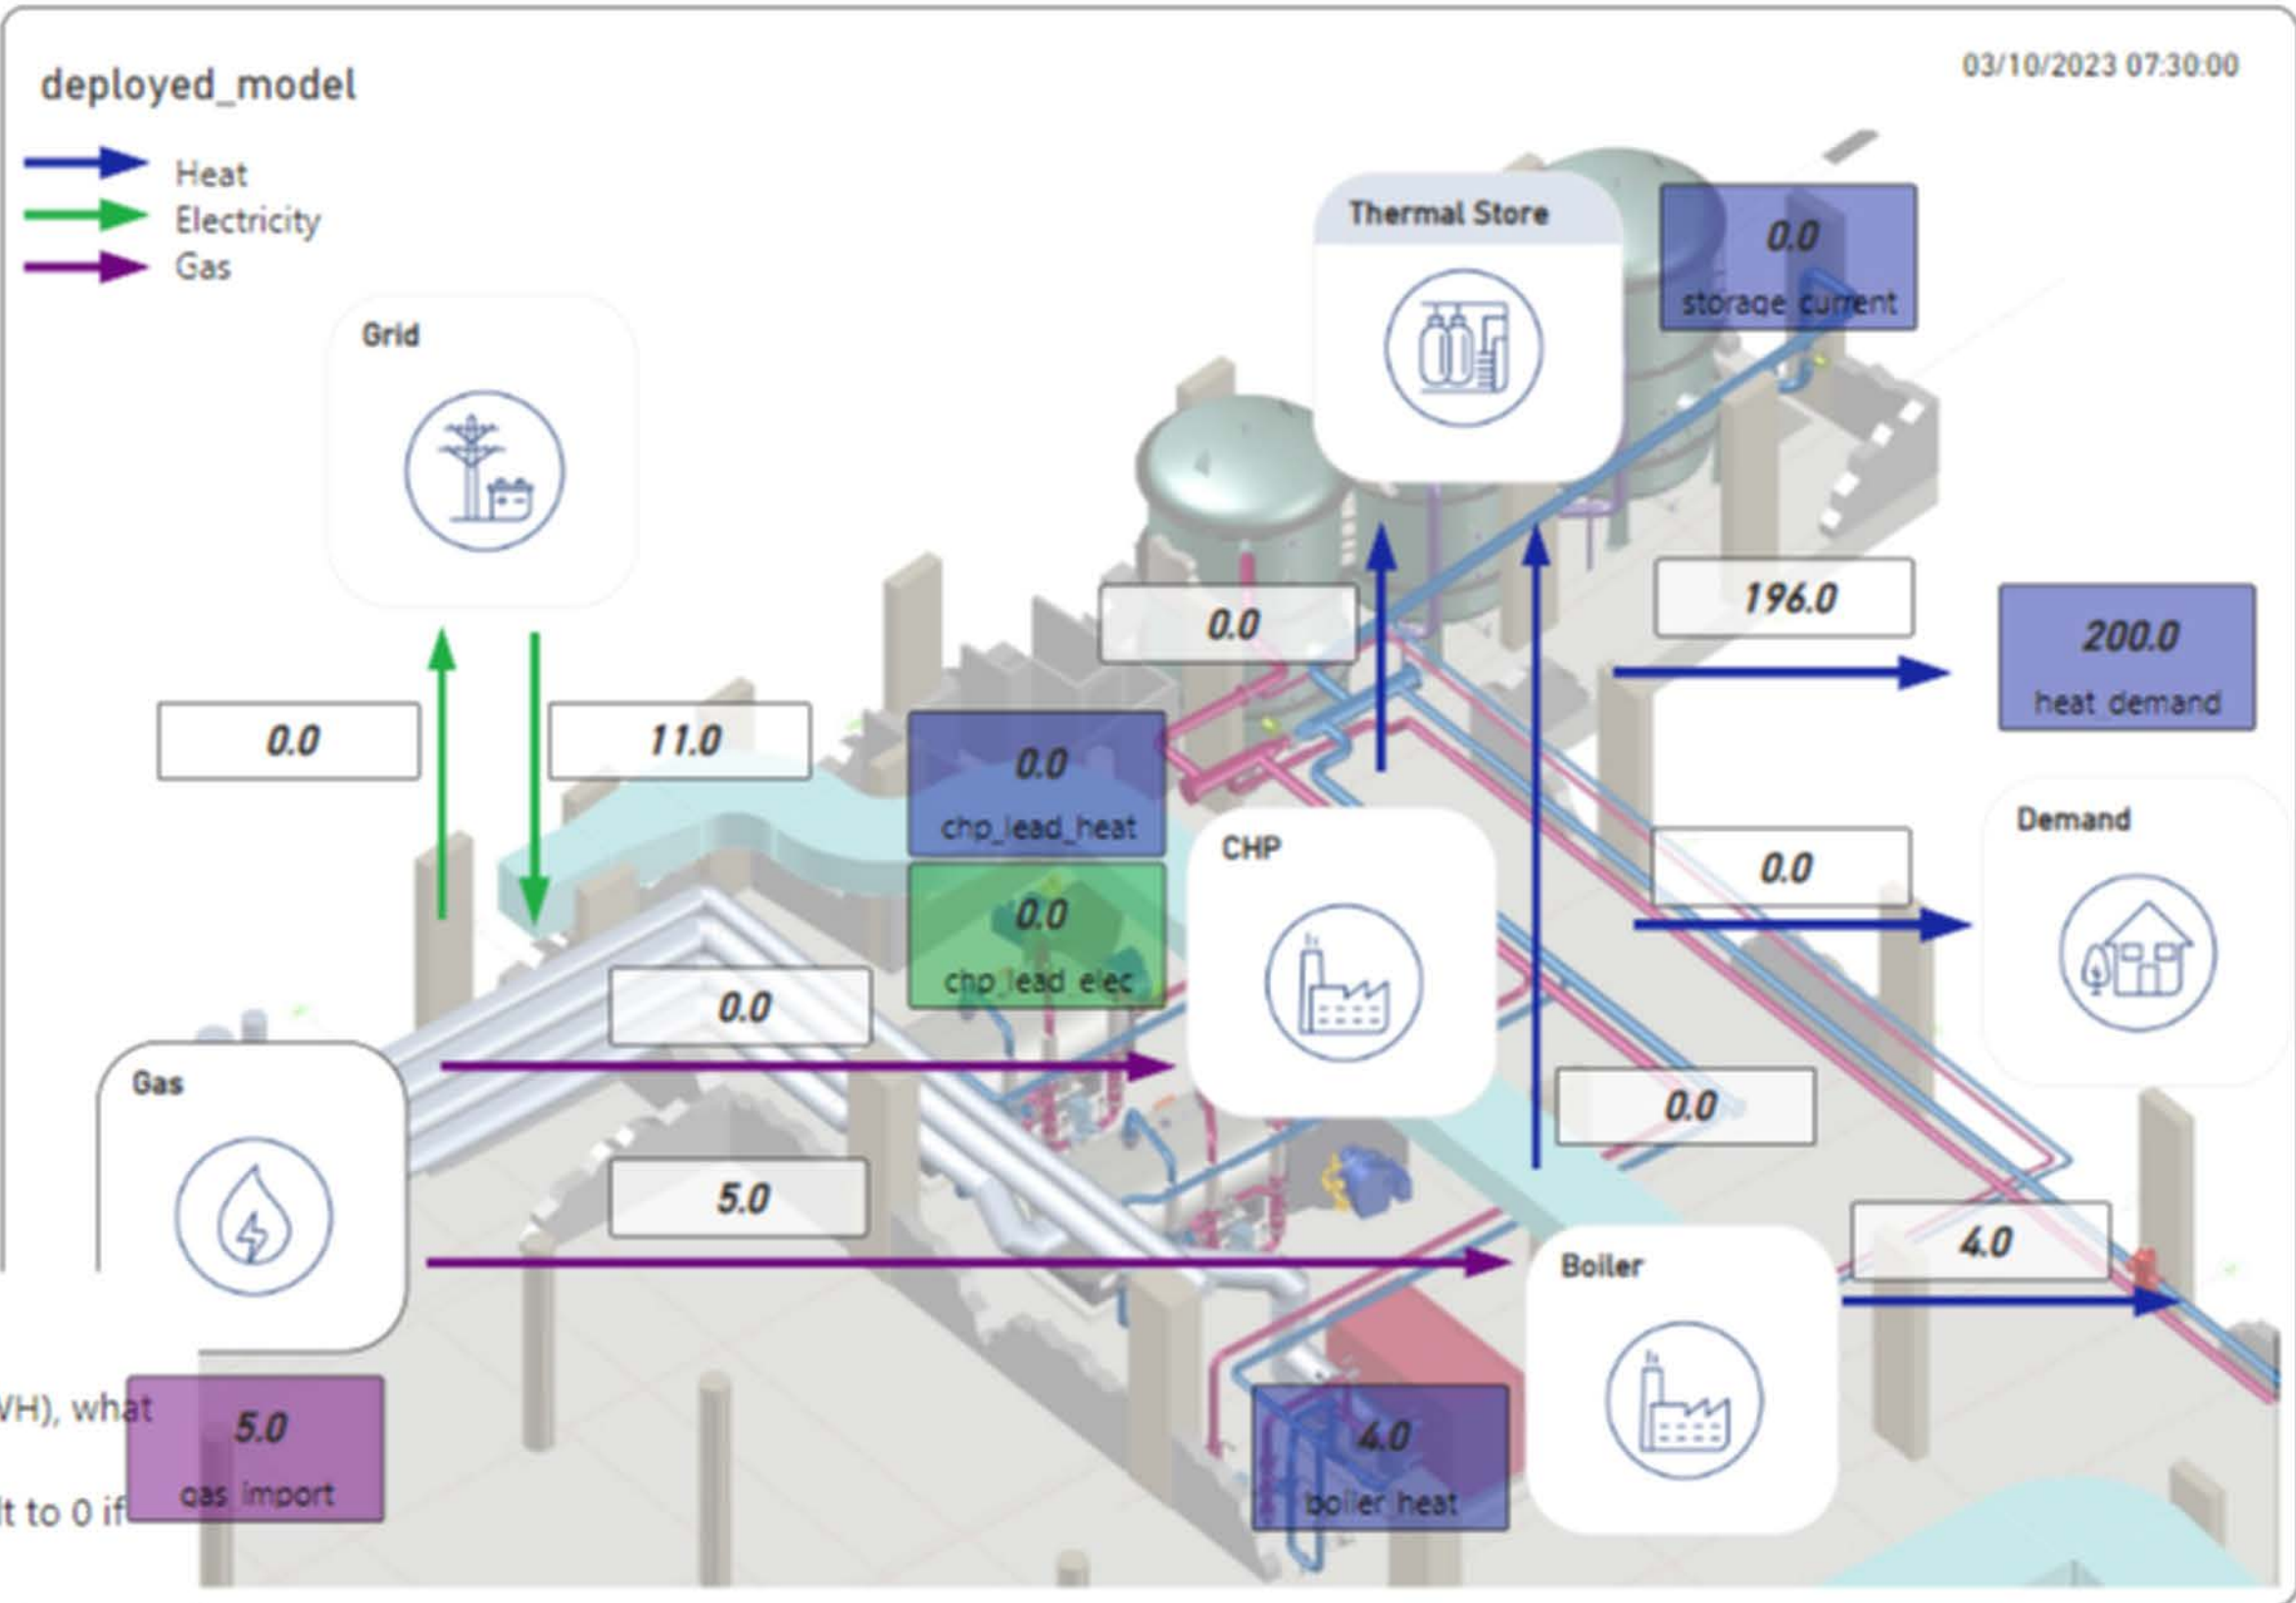 deployed_model
03/10/2023 07:30:00
Heat
Electricity
Gas
Thermal Store
0.0
storage_current
Grid
0.0
196.0
200.0
heat_demand
0.0
11.0
0.0
chp_lead_heat
CHP
Demand
0.0
0.0
chp_lead_elec
0.0
Gas
0.0
5.0
4.0
Boiler
VH), what
5.0
gas_import
4.0
boiler_heat
lt to 0 if